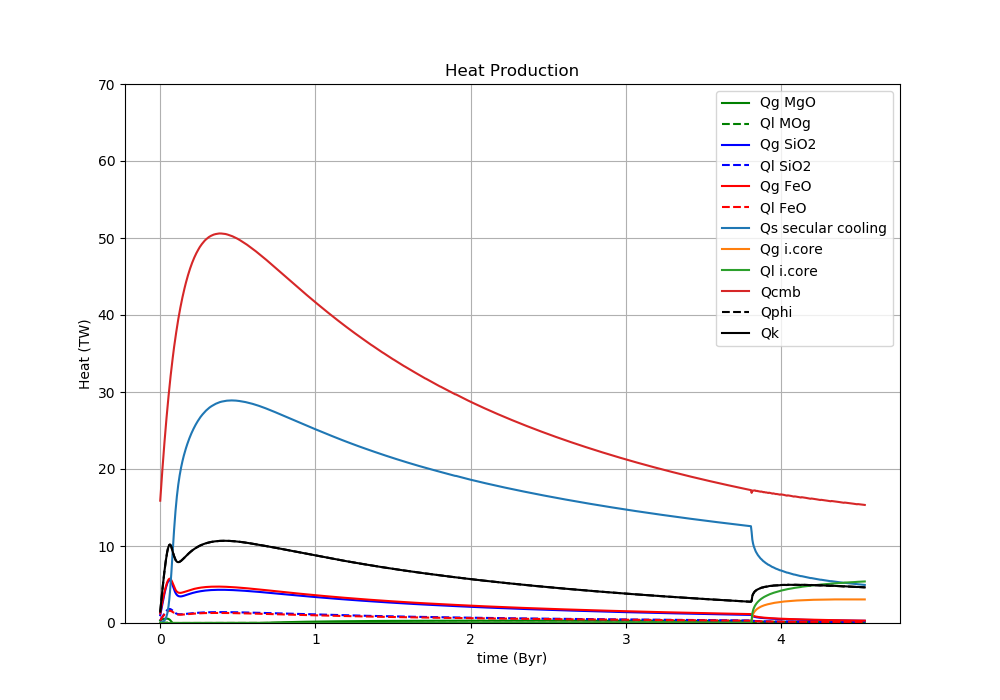 Heat Production
70
60
50
40
30
20
10
0
Heat (TW)
0 1 2 3 4
time (Byr)
Qg MgO
Ql MOg
Qg SiO2
Ql SiO2
Qg FeO
Ql FeO
Qs secular cooling
Qg i.core
Ql i.core
Qcmb
Qphi
Qk